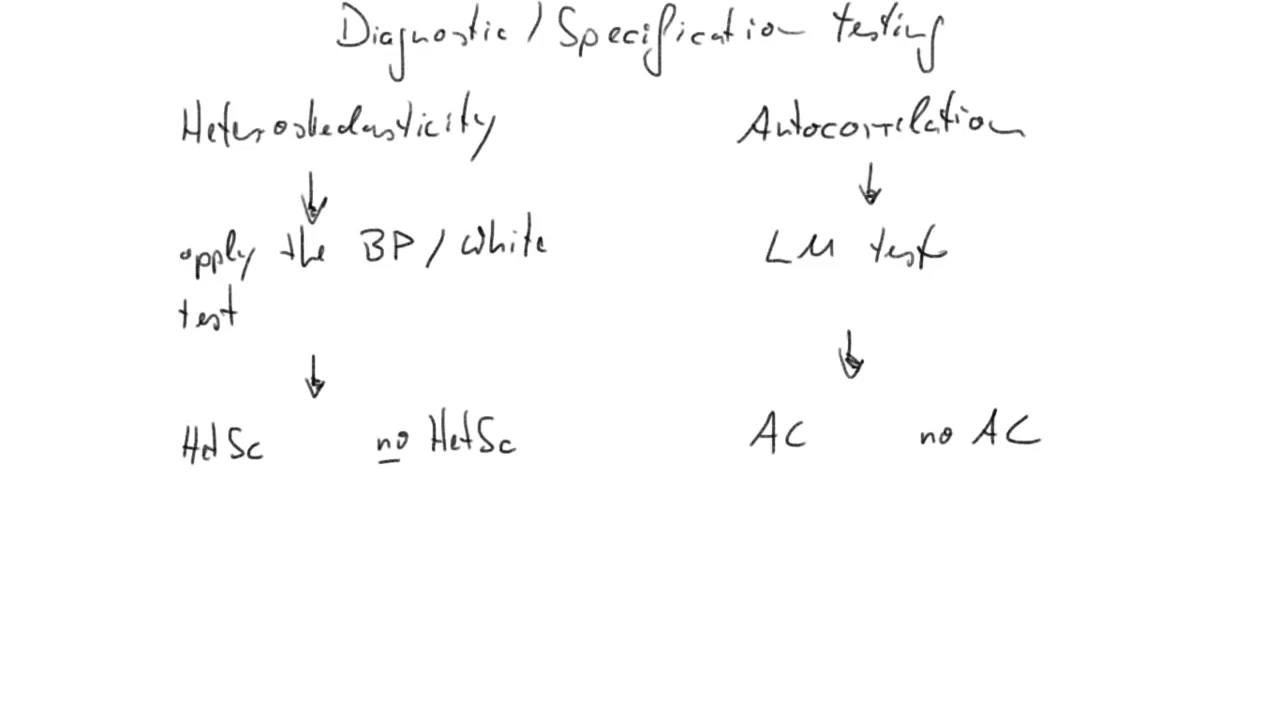 Diagnostic / Specification testing
Heteroskedasticity
Autocorrelation
↓
↓
apply the BP / White
test
LM test
↓
↓
HetSc no HetSc
AC no AC